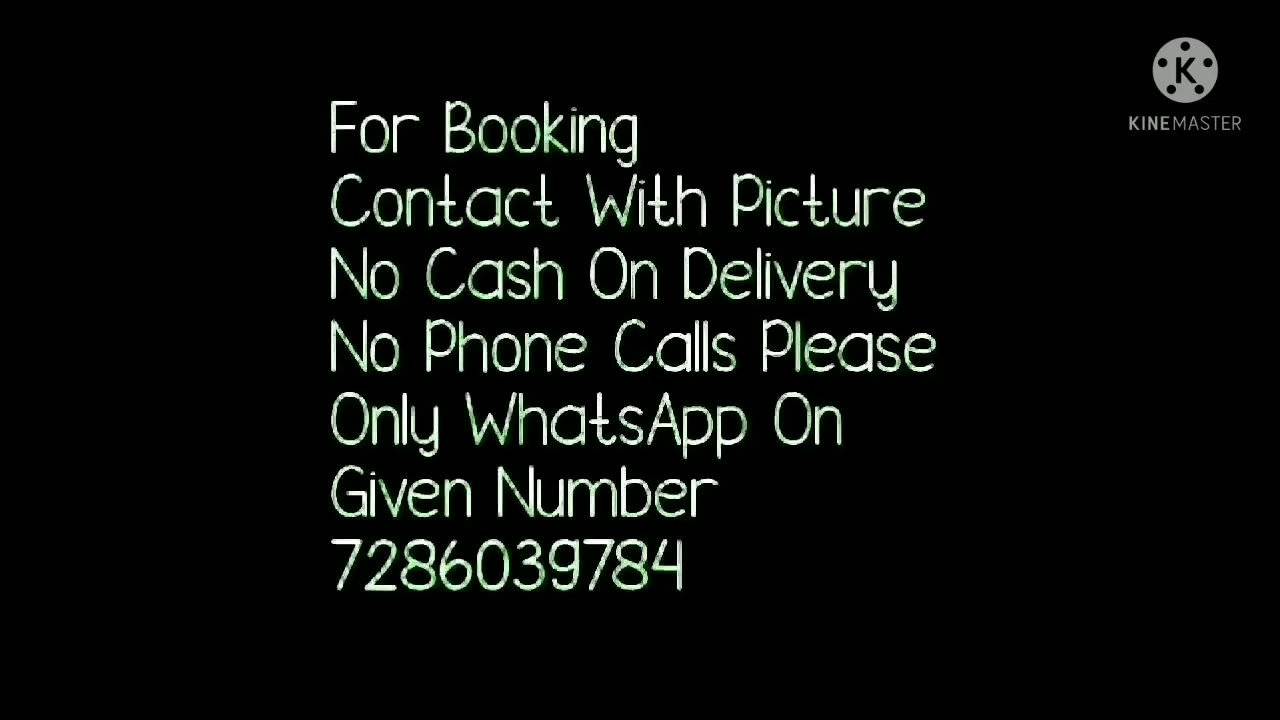 KINEMASTER
For Booking
Contact With Picture
No Cash On Delivery
No Phone Calls Please
Only WhatsApp On
Given Number
7286039784